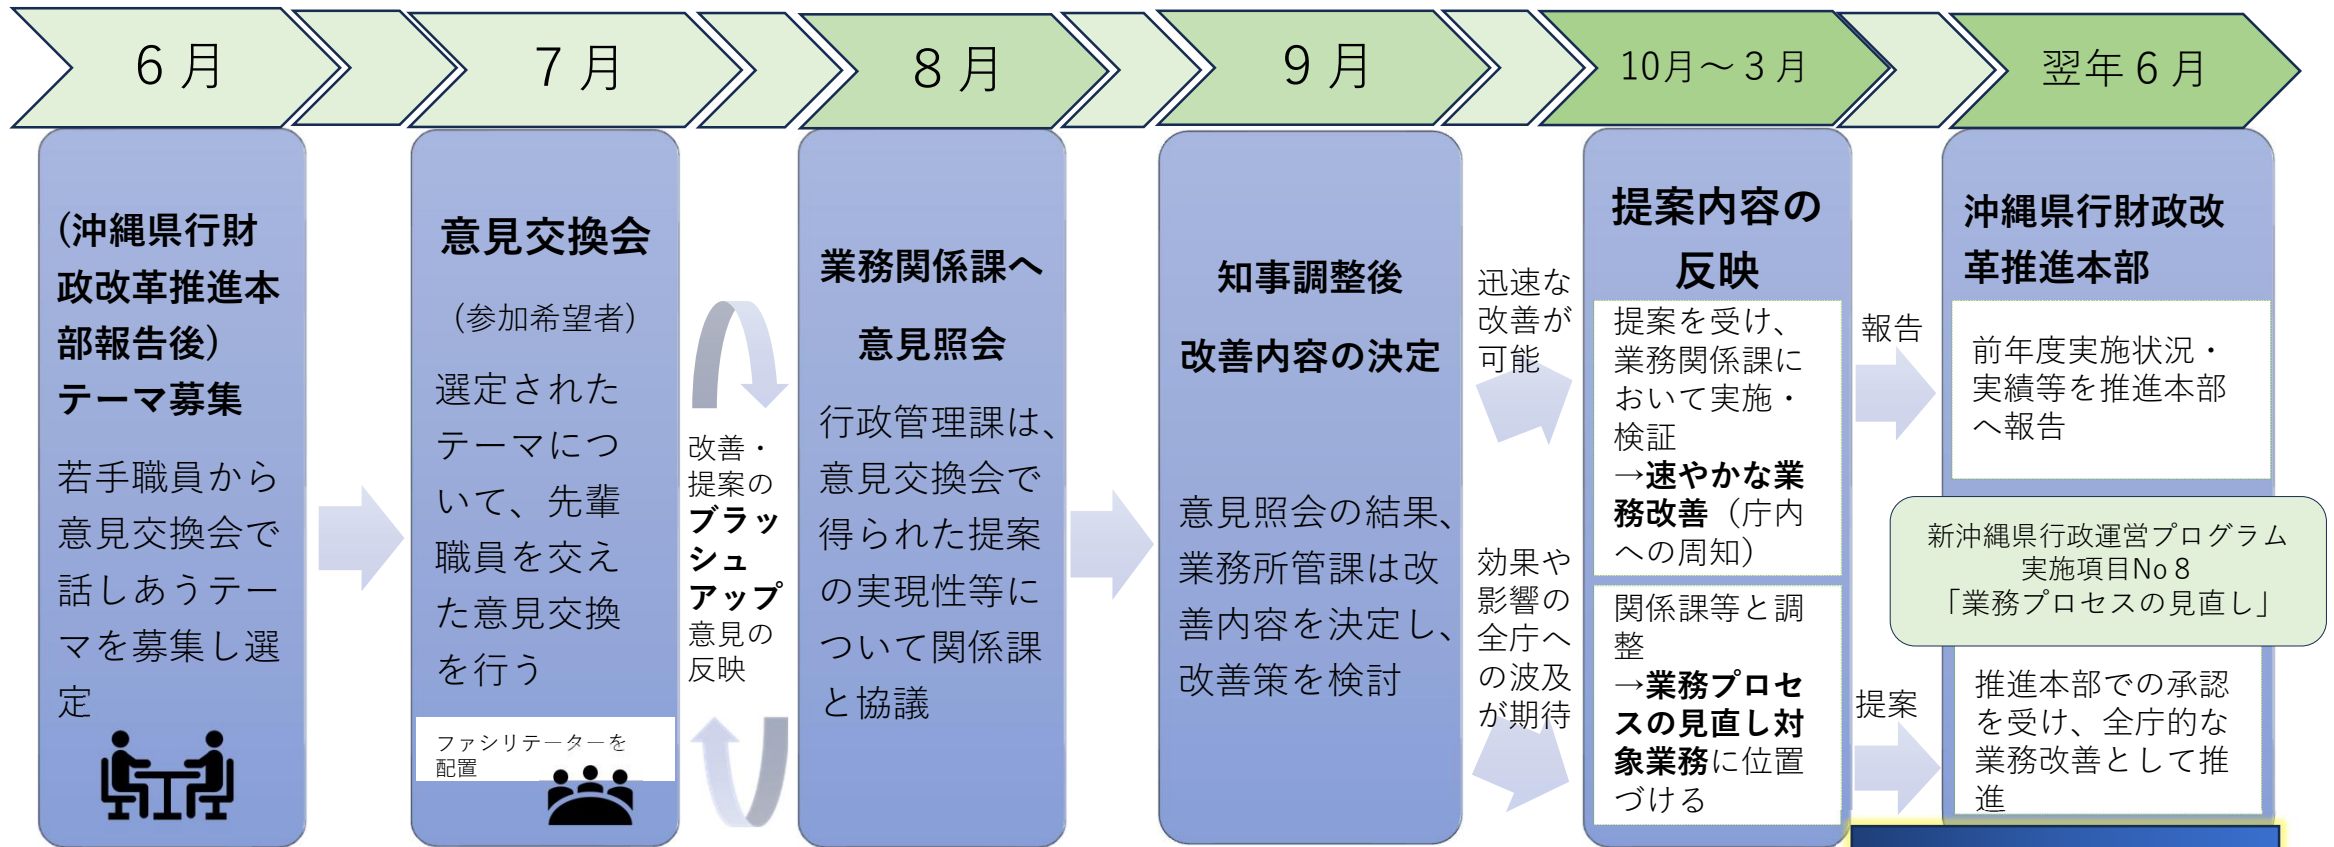 6月
7月
8月
9月
10月～3月
翌年6月
(沖縄県行財
政改革推進本
部報告後)
テーマ募集
若手職員から
意見交換会で
話しあうテー
マを募集し選
定
意見交換会
（参加希望者）
選定された
テーマにつ
いて、先輩
職員を交え
た意見交換
を行う
ファシリテーターを
配置
改善・
提案の
ブラッ
シュ
アップ
意見の
反映
業務関係課へ
意見照会
行政管理課は、
意見交換会で
得られた提案
の実現性等に
ついて関係課
と協議
知事調整後
改善内容の決定
意見照会の結果、
業務所管課は改
善内容を決定し、
改善策を検討
迅速な
改善が
可能
効果や
影響の
全庁へ
の波及
が期待
提案内容の
反映
提案を受け、
業務関係課に
おいて実施・
検証
→速やかな業
務改善（庁内
への周知）
関係課等と調
整
→業務プロセ
スの見直し対
象業務に位置
づける
報告
提案
沖縄県行財政改
革推進本部
前年度実施状況・
実績等を推進本部
へ報告
新沖縄県行政運営プログラム
実施項目No８
「業務プロセスの見直し」
推進本部での承認
を受け、全庁的な
業務改善として推
進